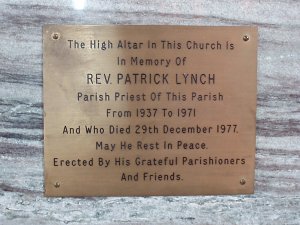 The High Altar In This Church is
In Memory Of
REV. PATRICK LYNCH
Parish Priest Of This Parish
From 1937 To 1971
And Who Died 29th December 1977.
May He Rest In Peace.
Erected By His Grateful Parishioners
And Friends.